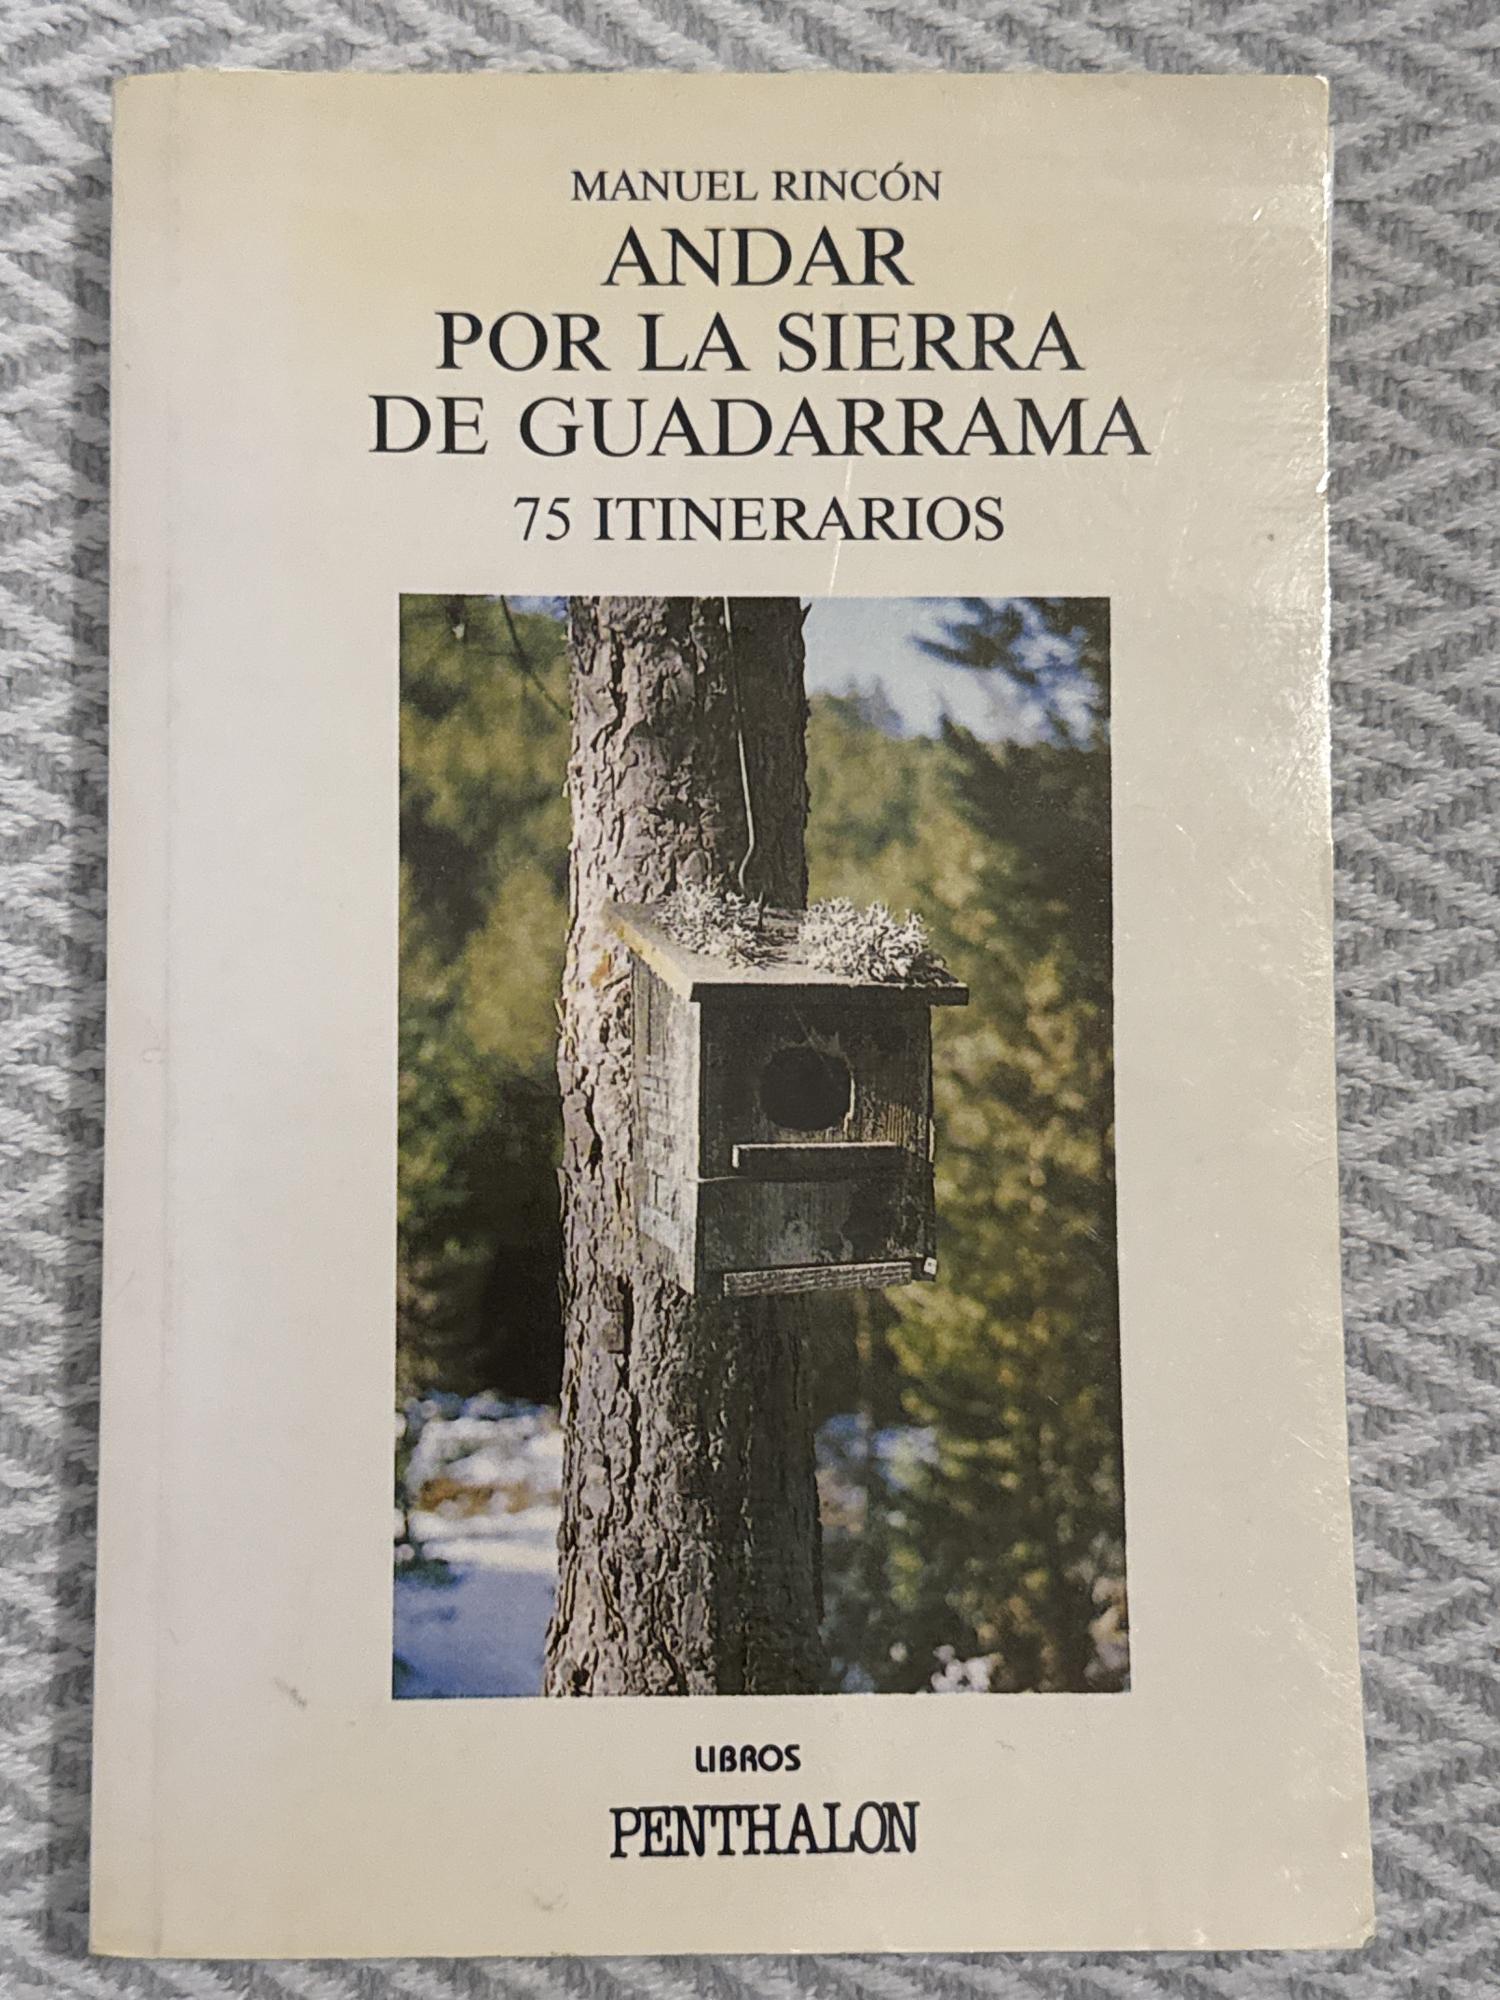 MANUEL RINCÓN
ANDAR
POR LA SIERRA
DE GUADARRAMA
75 ITINERARIOS
LIBROS
PENTHALON